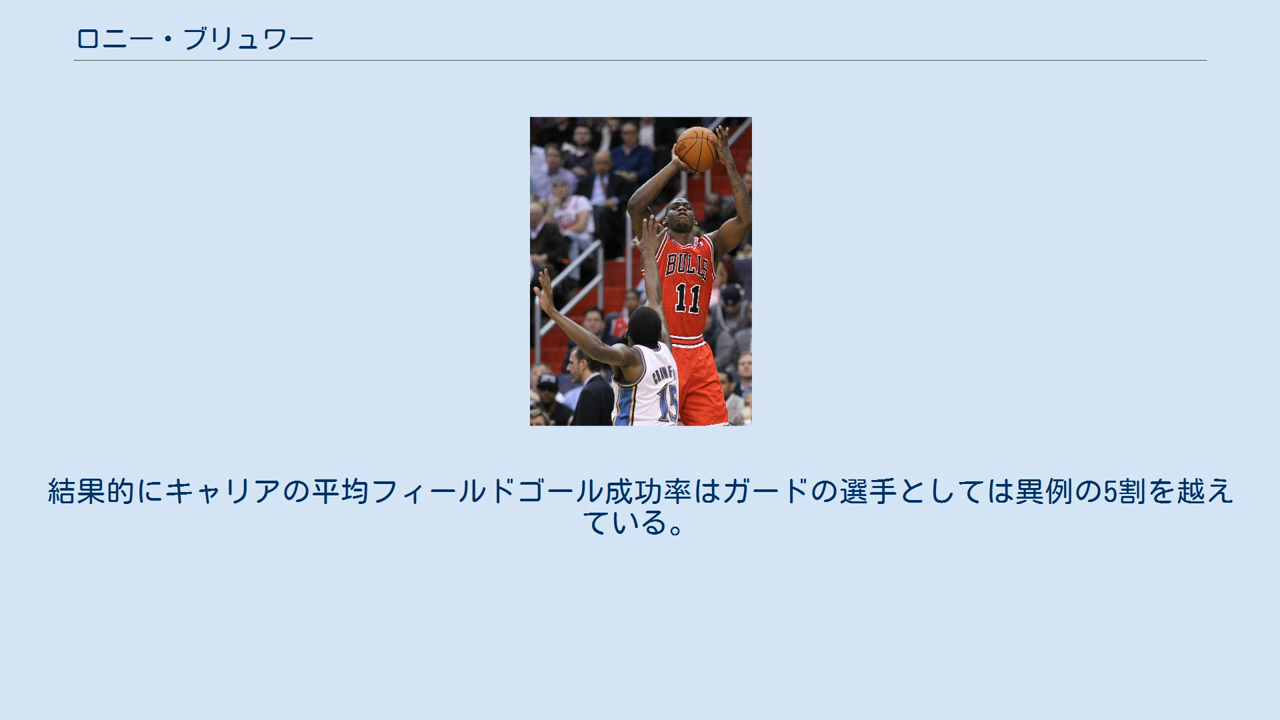 ロニー・ブリュワー
BULLS
11
15
結果的にキャリアの平均フィールドゴール成功率はガードの選手としては異例の5割を越え
ている。